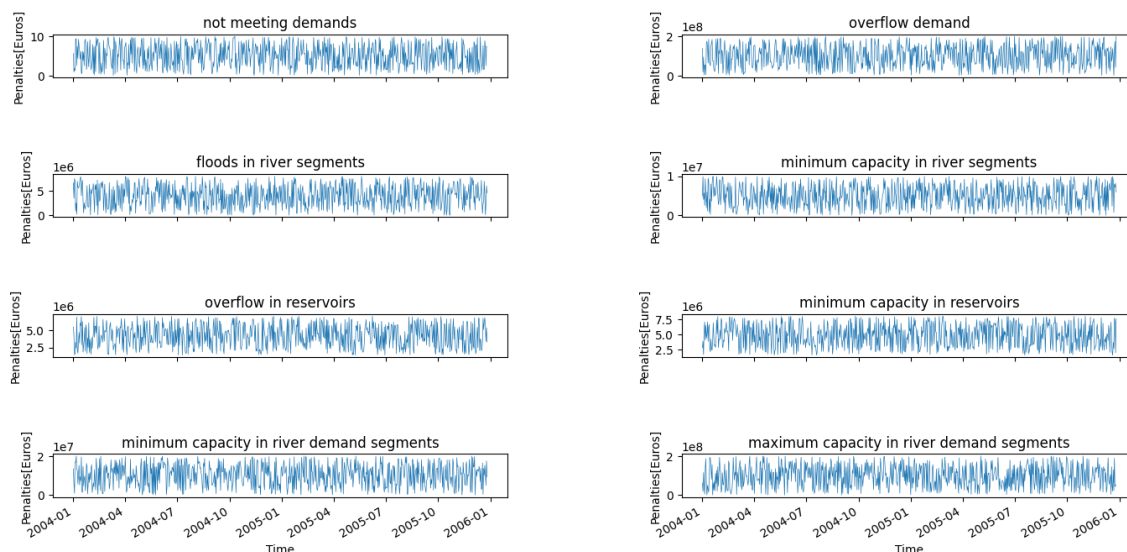 not meeting demands
Penalties[Euros]
10
0
overflow demand
Penalties[Euros]
1e8
2
0
floods in river segments
Penalties[Euros]
1e6
5
0
minimum capacity in river segments
Penalties[Euros]
1e7
1
0
overflow in reservoirs
Penalties[Euros]
1e6
5.0
2.5
minimum capacity in reservoirs
Penalties[Euros]
1e6
7.5
5.0
2.5
minimum capacity in river demand segments
Penalties[Euros]
1e7
2
0
2004-01 2004-04 2004-07 2004-10 2005-01 2005-04 2005-07 2005-10 2006-01
Time
maximum capacity in river demand segments
Penalties[Euros]
1e8
2
0
2004-01 2004-04 2004-07 2004-10 2005-01 2005-04 2005-07 2005-10 2006-01
Time